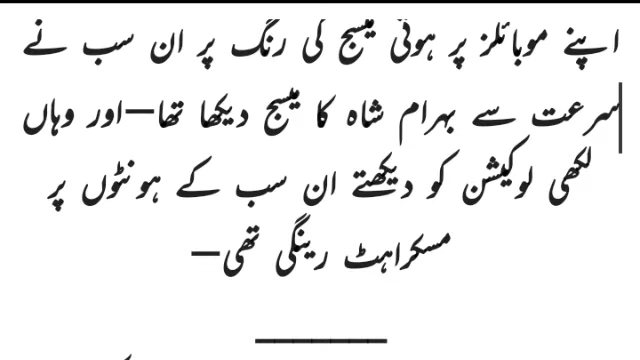 اپنے موبائلز پر ہوئی میسج کی رنگ پر ان سب نے
سرعت سے بہرام شاہ کا میسج دیکھا تھا—اور وہاں
لکھی لوکیشن کو دیکھتے ان سب کے ہونٹوں پر
مسکراہٹ رینگی تھی—